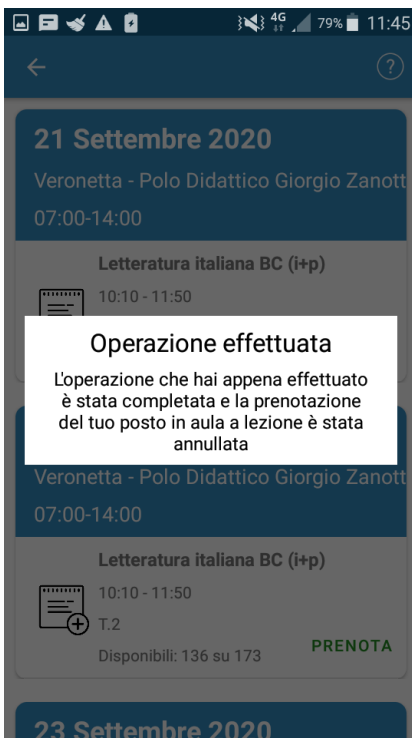 4G 79% 11:45
?
21 Settembre 2020
Veronetta - Polo Didattico Giorgio Zanott
07:00-14:00
Letteratura italiana BC (i+p)
10:10 - 11:50
Operazione effettuata
L'operazione che hai appena effettuato
è stata completata e la prenotazione
del tuo posto in aula a lezione è stata
annullata
Veronetta - Polo Didattico Giorgio Zanott
07:00-14:00
Letteratura italiana BC (i+p)
10:10 - 11:50
T.2
Disponibili: 136 su 173
PRENOTA
23 Settembre 2020